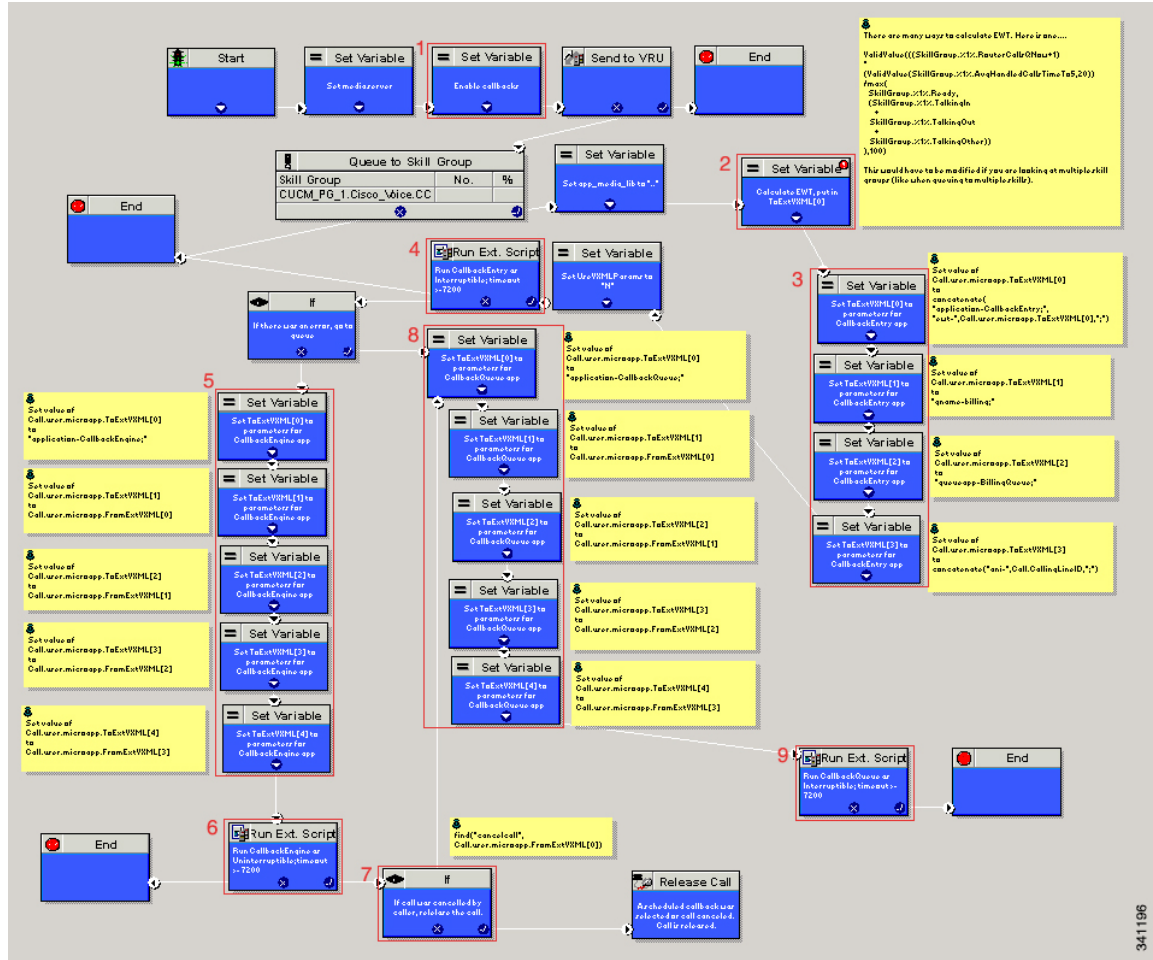 Start
Set Variable
Set mediaserver
1
Set Variable
Enable callbacks
Send to VRU
End
There are many ways to calculate EWT. Here is one....
ValidValue(((SkillGroup.%1%.RouterCallsQNow+1)
*
(ValidValue(SkillGroup.%1%.AvgHandledCallsTimeTo5,20))
/max(
SkillGroup.%1%.Ready,
(SkillGroup.%1%.TalkingIn
+
SkillGroup.%1%.TalkingOut
+
SkillGroup.%1%.TalkingOther))
),100)
This would have to be modified if you are looking at multiple skill
groups (like when queuing to multiple skills).
Queue to Skill Group
Skill Group No. %
CUCM_PG_1.Cisco_Voice.CC
Set Variable
Set app_media_lib to ".."
2
Set Variable
Calculate EWT, put in
ToExtVXML[0]
End
4
Run Ext. Script
Run CallbackEntry as
Interruptible; timeout
>=7200
Set Variable
Set UseVXMLParams to
"N"
If
If there was an error, go to
queue
3
Set Variable
Set ToExtVXML[0] to
parameters for
CallbackEntry app
Set value of
Call.user.microapp.ToExtVXML[0]
to
concatenate(
"application=CallbackEntry;",
"ewt=",Call.user.microapp.ToExtVXML[0],";")
Set Variable
Set ToExtVXML[1] to
parameters for
CallbackEntry app
Set value of
Call.user.microapp.ToExtVXML[1]
to
"qname=billing;"
Set Variable
Set ToExtVXML[2] to
parameters for
CallbackEntry app
Set value of
Call.user.microapp.ToExtVXML[2]
to
"queueapp=BillingQueue;"
Set Variable
Set ToExtVXML[3] to
parameters for
CallbackEntry app
Set value of
Call.user.microapp.ToExtVXML[3]
to
concatenate("ani=",Call.CallingLineID,";")
5
Set value of
Call.user.microapp.ToExtVXML[0]
to
"application=CallbackEngine;"
Set Variable
Set ToExtVXML[0] to
parameters for
CallbackEngine app
Set value of
Call.user.microapp.ToExtVXML[1]
to
Call.user.microapp.FromExtVXML[0]
Set Variable
Set ToExtVXML[1] to
parameters for
CallbackEngine app
Set value of
Call.user.microapp.ToExtVXML[2]
to
Call.user.microapp.FromExtVXML[1]
Set Variable
Set ToExtVXML[2] to
parameters for
CallbackEngine app
Set value of
Call.user.microapp.ToExtVXML[3]
to
Call.user.microapp.FromExtVXML[2]
Set Variable
Set ToExtVXML[3] to
parameters for
CallbackEngine app
Set value of
Call.user.microapp.ToExtVXML[4]
to
Call.user.microapp.FromExtVXML[3]
Set Variable
Set ToExtVXML[4] to
parameters for
CallbackEngine app
8
Set Variable
Set ToExtVXML[0] to
parameters for
CallbackQueue app
Set value of
Call.user.microapp.ToExtVXML[0]
to
"application=CallbackQueue;"
Set Variable
Set ToExtVXML[1] to
parameters for
CallbackQueue app
Set value of
Call.user.microapp.ToExtVXML[1]
to
Call.user.microapp.FromExtVXML[0]
Set Variable
Set ToExtVXML[2] to
parameters for
CallbackQueue app
Set value of
Call.user.microapp.ToExtVXML[2]
to
Call.user.microapp.FromExtVXML[1]
Set Variable
Set ToExtVXML[3] to
parameters for
CallbackQueue app
Set value of
Call.user.microapp.ToExtVXML[3]
to
Call.user.microapp.FromExtVXML[2]
Set Variable
Set ToExtVXML[4] to
parameters for
CallbackQueue app
Set value of
Call.user.microapp.ToExtVXML[4]
to
Call.user.microapp.FromExtVXML[3]
9
Run Ext. Script
Run CallbackQueue as
Interruptible; timeout >=
7200
End
End
6
Run Ext. Script
Run CallbackEngine as
Uninterruptible; timeout
>=7200
find("cancelcall",
Call.user.microapp.FromExtVXML[0])
7
If
If call was cancelled by
caller, relelare the call.
Release Call
A scheduled callback was
selected or call canceled.
Call is released.
341196